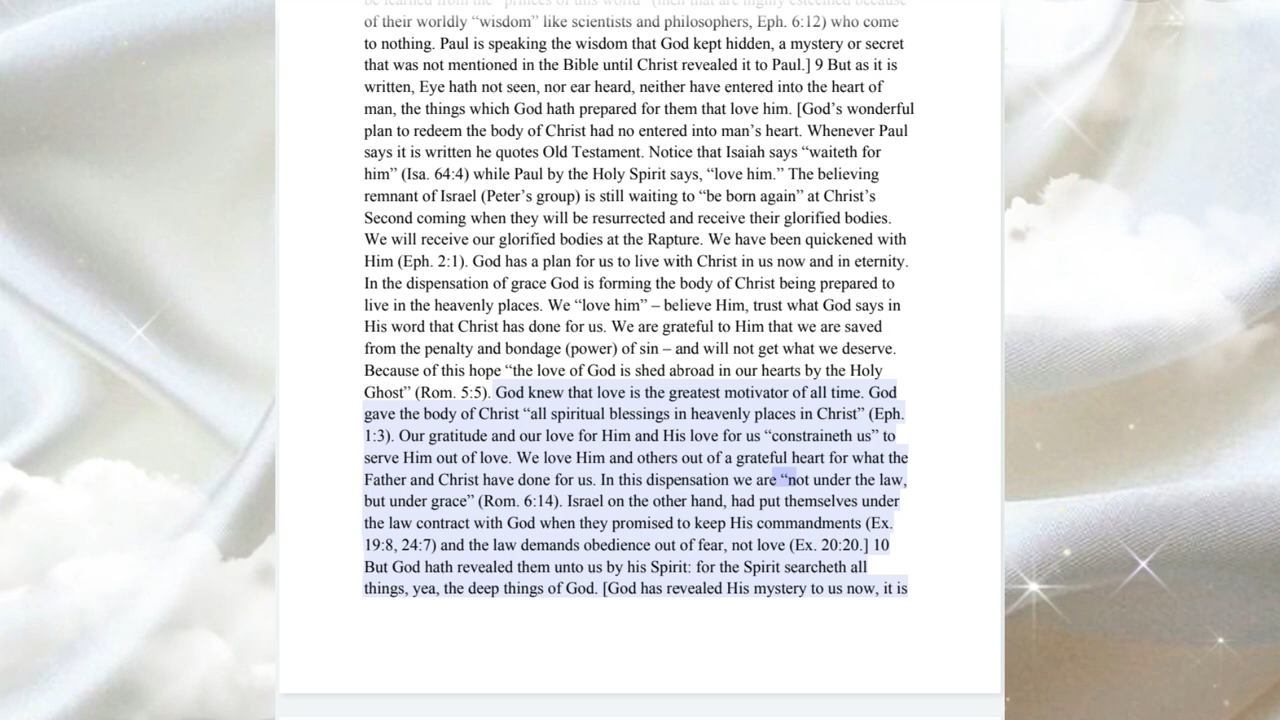 be learned from the “princes of this world” (men that are highly esteemed because
of their worldly “wisdom” like scientists and philosophers, Eph. 6:12) who come
to nothing. Paul is speaking the wisdom that God kept hidden, a mystery or secret
that was not mentioned in the Bible until Christ revealed it to Paul.] 9 But as it is
written, Eye hath not seen, nor ear heard, neither have entered into the heart of
man, the things which God hath prepared for them that love him. [God’s wonderful
plan to redeem the body of Christ had no entered into man’s heart. Whenever Paul
says it is written he quotes Old Testament. Notice that Isaiah says “waiteth for
him” (Isa. 64:4) while Paul by the Holy Spirit says, “love him.” The believing
remnant of Israel (Peter’s group) is still waiting to “be born again” at Christ’s
Second coming when they will be resurrected and receive their glorified bodies.
We will receive our glorified bodies at the Rapture. We have been quickened with
Him (Eph. 2:1). God has a plan for us to live with Christ in us now and in eternity.
In the dispensation of grace God is forming the body of Christ being prepared to
live in the heavenly places. We “love him” – believe Him, trust what God says in
His word that Christ has done for us. We are grateful to Him that we are saved
from the penalty and bondage (power) of sin – and will not get what we deserve.
Because of this hope “the love of God is shed abroad in our hearts by the Holy
Ghost” (Rom. 5:5). God knew that love is the greatest motivator of all time. God
gave the body of Christ “all spiritual blessings in heavenly places in Christ” (Eph.
1:3). Our gratitude and our love for Him and His love for us “constraineth us” to
serve Him out of love. We love Him and others out of a grateful heart for what the
Father and Christ have done for us. In this dispensation we are “not under the law,
but under grace” (Rom. 6:14). Israel on the other hand, had put themselves under
the law contract with God when they promised to keep His commandments (Ex.
19:8, 24:7) and the law demands obedience out of fear, not love (Ex. 20:20.] 10
But God hath revealed them unto us by his Spirit: for the Spirit searcheth all
things, yea, the deep things of God. [God has revealed His mystery to us now, it is